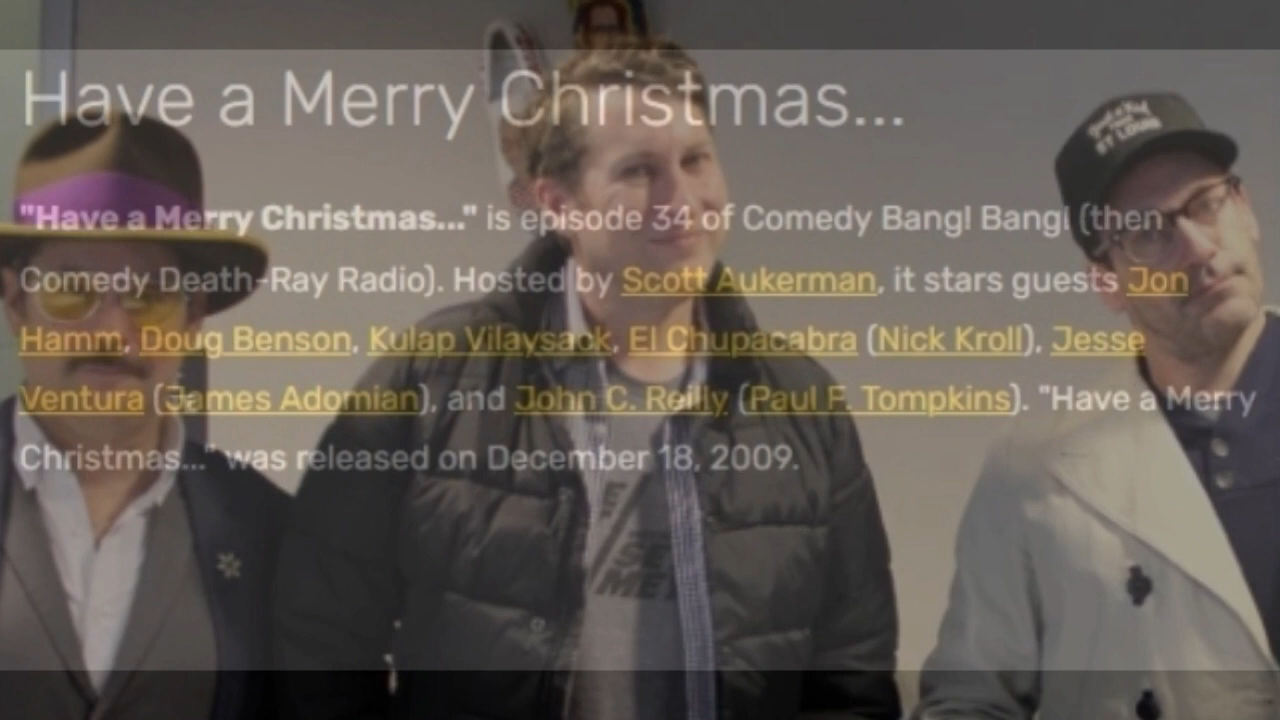 Have a Merry Christmas...
"Have a Merry Christmas..." is episode 34 of Comedy Bang! Bang! (then
Comedy Death-Ray Radio). Hosted by Scott Aukerman, it stars guests Jon
Hamm, Doug Benson, Kulap Vilaysack, El Chupacabra (Nick Kroll), Jesse
Ventura (James Adomian), and John C. Reilly (Paul F. Tompkins). "Have a Merry
Christmas..." was released on December 18, 2009.
ST LOUIS